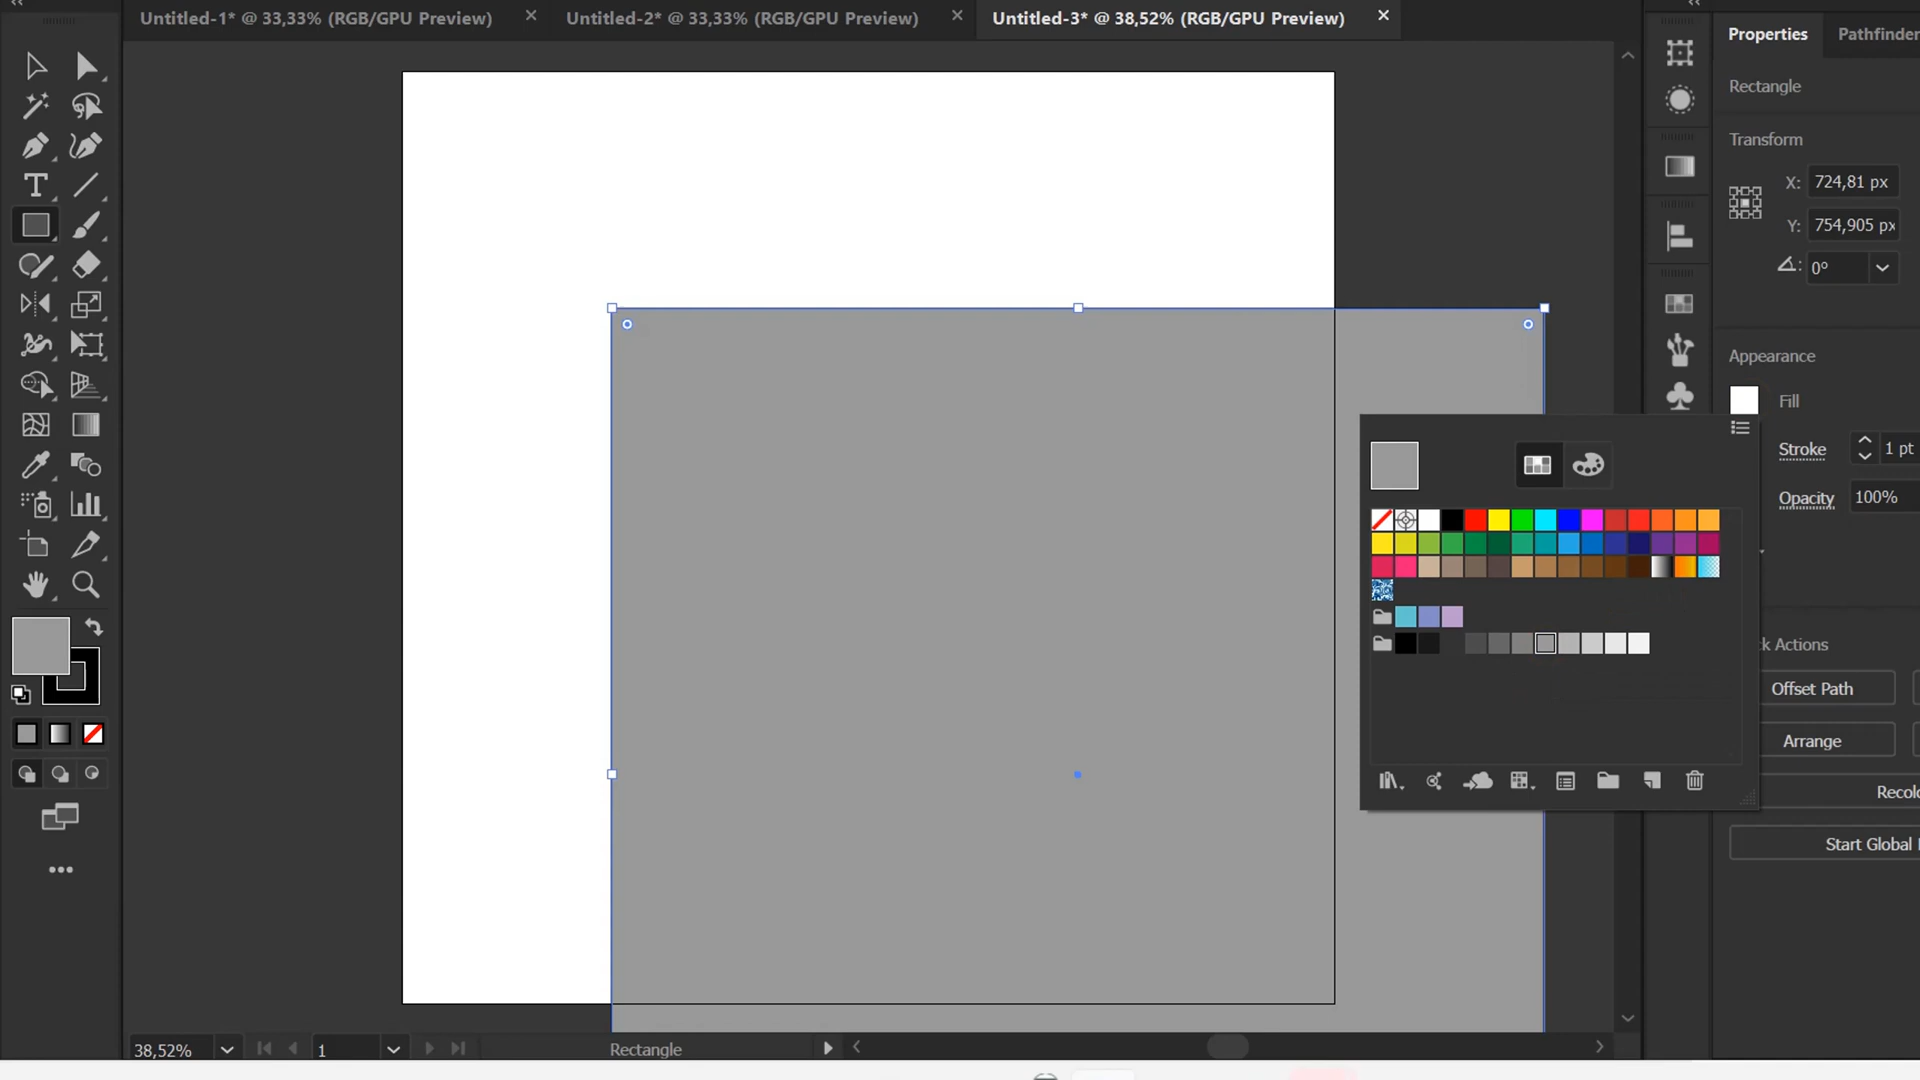 Untitled-1* @ 33,33% (RGB/GPU Preview)
Untitled-2* @ 33,33% (RGB/GPU Preview)
Untitled-3* @ 38,52% (RGB/GPU Preview)
Properties
Pathfinder
Rectangle
Transform
X: 724,81 px
Y: 754,905 px
0°
Appearance
Fill
Stroke
1 pt
Opacity
100%
k Actions
Offset Path
Arrange
Recolo
Start Global
38,52%
1
Rectangle